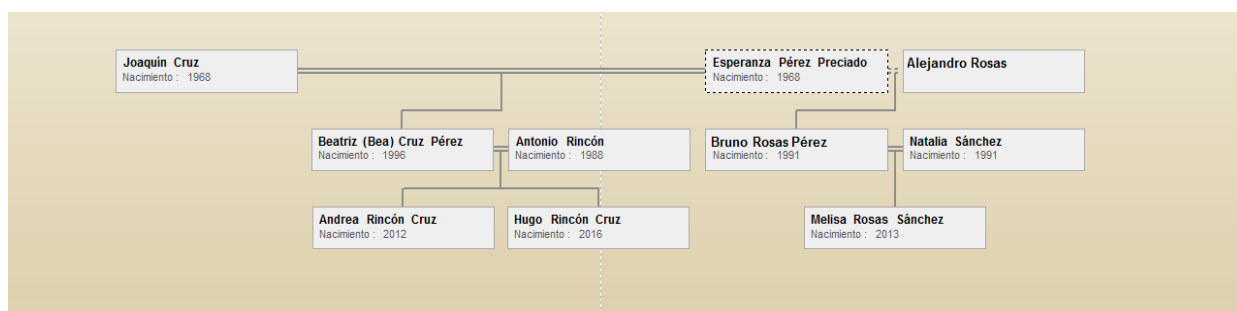 Joaquín Cruz
Nacimiento : 1968
Esperanza Pérez Preciado
Nacimiento : 1968
Alejandro Rosas
Beatriz (Bea) Cruz Pérez
Nacimiento : 1996
Antonio Rincón
Nacimiento : 1988
Bruno Rosas Pérez
Nacimiento : 1991
Natalia Sánchez
Nacimiento : 1991
Andrea Rincón Cruz
Nacimiento : 2012
Hugo Rincón Cruz
Nacimiento : 2016
Melisa Rosas Sánchez
Nacimiento : 2013